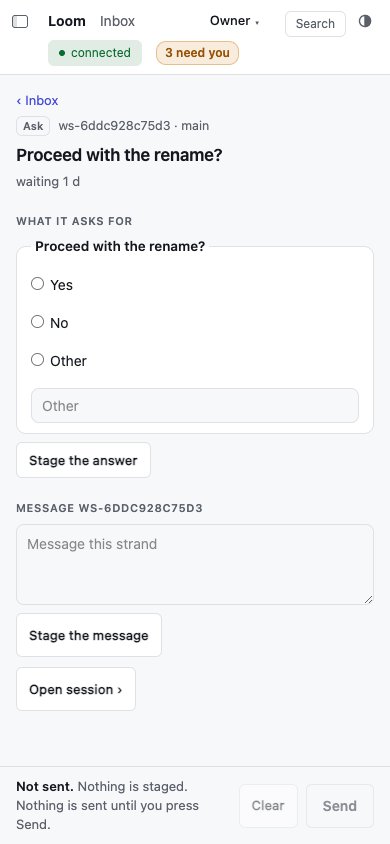 Loom Inbox Owner Search
connected 3 need you
‹ Inbox
Ask ws-6ddc928c75d3 · main
Proceed with the rename?
waiting 1 d
WHAT IT ASKS FOR
Proceed with the rename?
Yes
No
Other
Other
Stage the answer
MESSAGE WS-6DDC928C75D3
Message this strand
Stage the message
Open session ›
Not sent. Nothing is staged.
Nothing is sent until you press
Send.
Clear Send